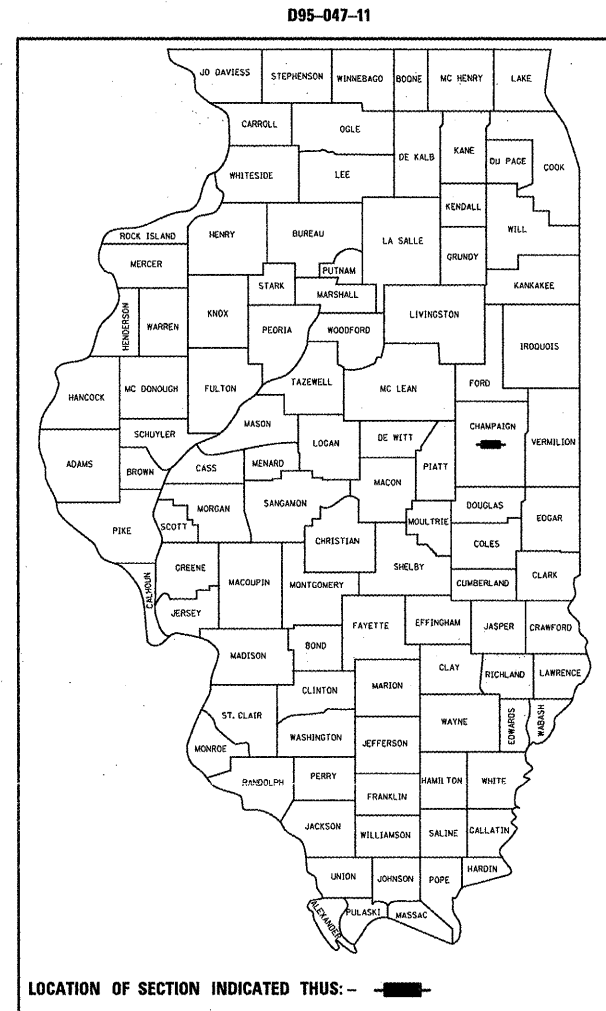 D95-047-11
JO DAVIESS STEPHENSON WINNEBAGO BOONE MC HENRY LAKE
CARROLL OGLE DE KALB KANE DU PAGE COOK
WHITESIDE LEE
KENDALL
ROCK ISLAND HENRY BUREAU LA SALLE GRUNDY WILL
MERCER PUTNAM
STARK MARSHALL KANKAKEE
HENDERSON WARREN KNOX PEORIA WOODFORD LIVINGSTON IROQUOIS
HANCOCK MC DONOUGH FULTON TAZEWELL MC LEAN FORD
MASON CHAMPAIGN
SCHUYLER LOGAN DE WITT VERMILION
ADAMS BROWN CASS MENARD PIATT
MACON
PIKE SCOTT MORGAN SANGAMON MOULTRIE DOUGLAS EDGAR
CHRISTIAN COLES
GREENE MACOUPIN MONTGOMERY SHELBY CUMBERLAND CLARK
CALHOUN JERSEY
FAYETTE EFFINGHAM JASPER CRAWFORD
MADISON BOND
CLAY RICHLAND LAWRENCE
CLINTON MARION
ST. CLAIR WAYNE EDWARDS WABASH
WASHINGTON JEFFERSON
MONROE
RANDOLPH PERRY HAMILTON WHITE
FRANKLIN
JACKSON WILLIAMSON SALINE GALLATIN
UNION JOHNSON POPE HARDIN
ALEXANDER PULASKI MASSAC
LOCATION OF SECTION INDICATED THUS: -